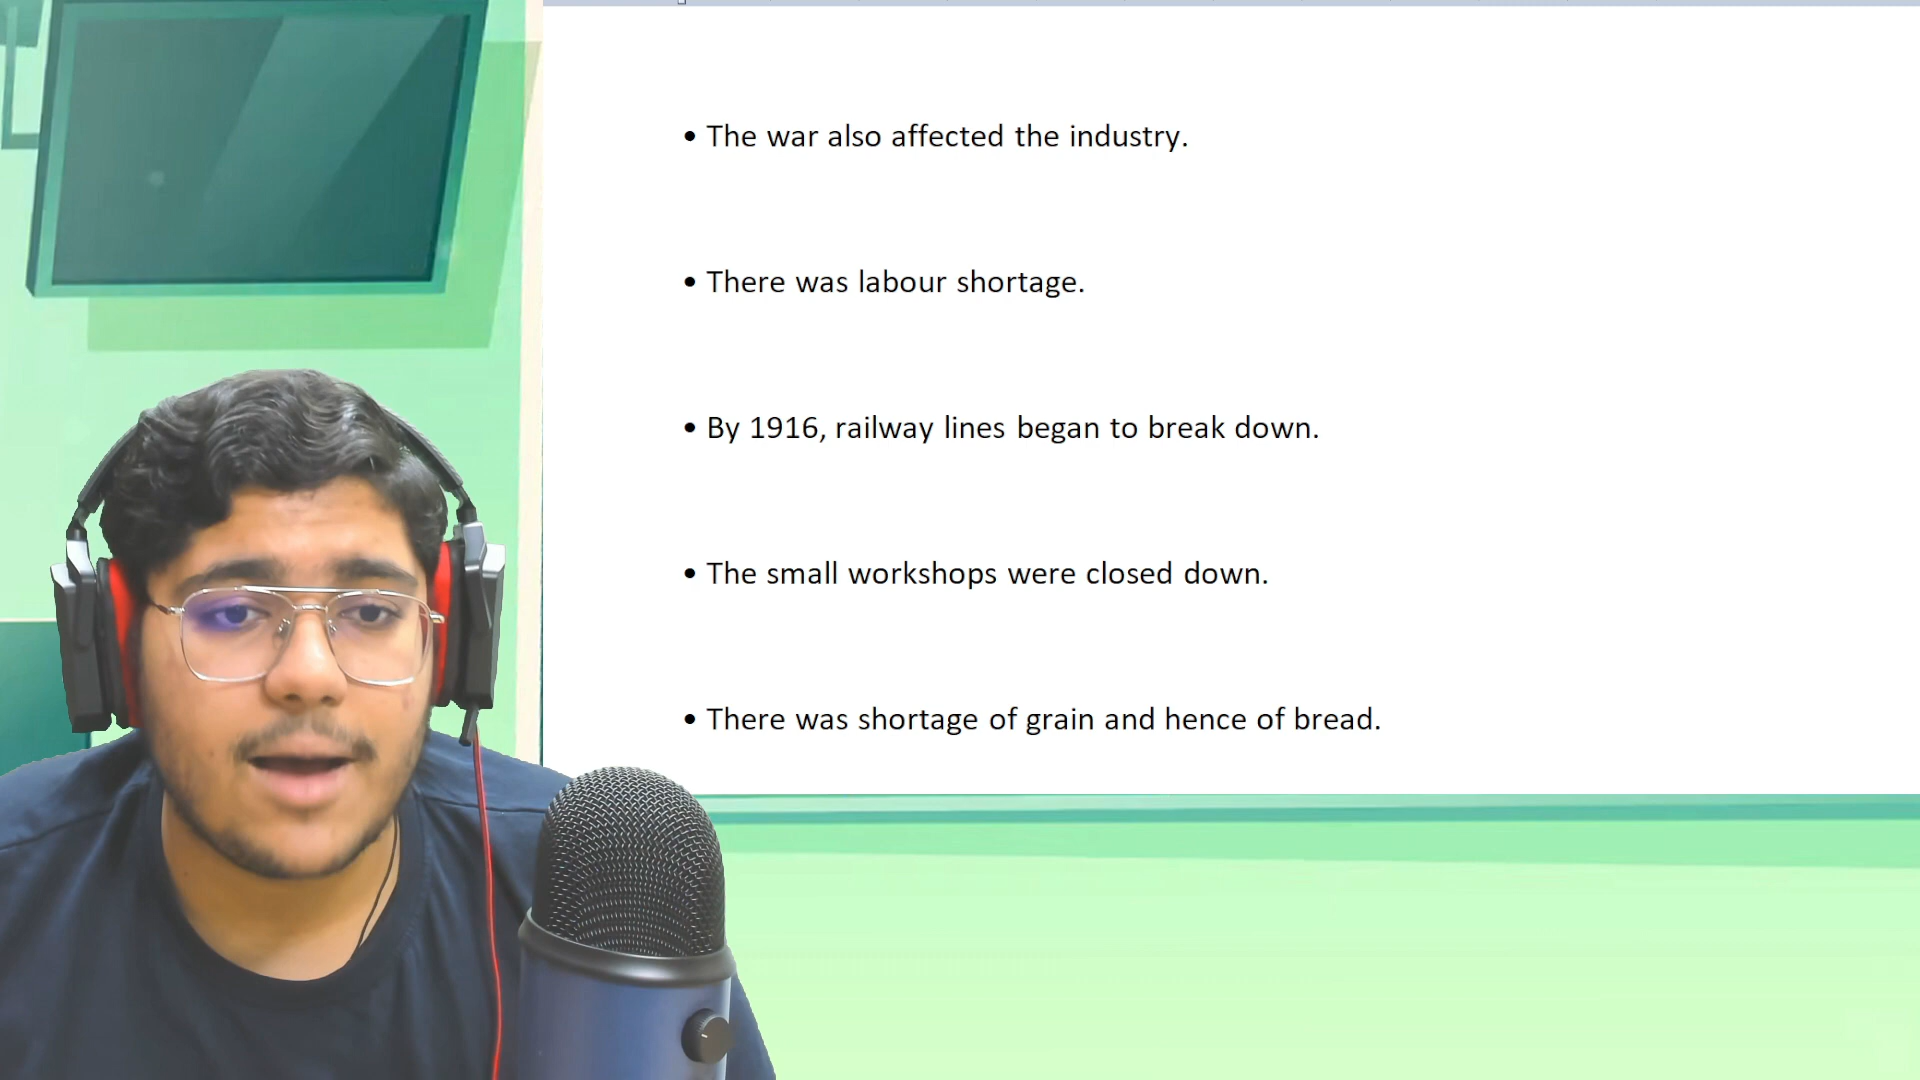 • The war also affected the industry.
• There was labour shortage.
• By 1916, railway lines began to break down.
• The small workshops were closed down.
• There was shortage of grain and hence of bread.